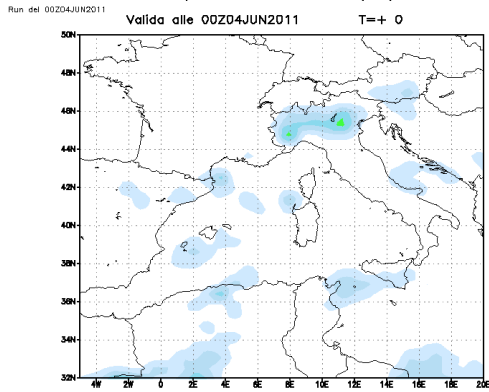 Run del 00Z04JUN2011
Valida alle 00Z04JUN2011 T=+ 0
50N
48N
46N
44N
42N
40N
38N
36N
34N
32N
4W 2W 0 2E 4E 6E 8E 10E 12E 14E 16E 18E 20E